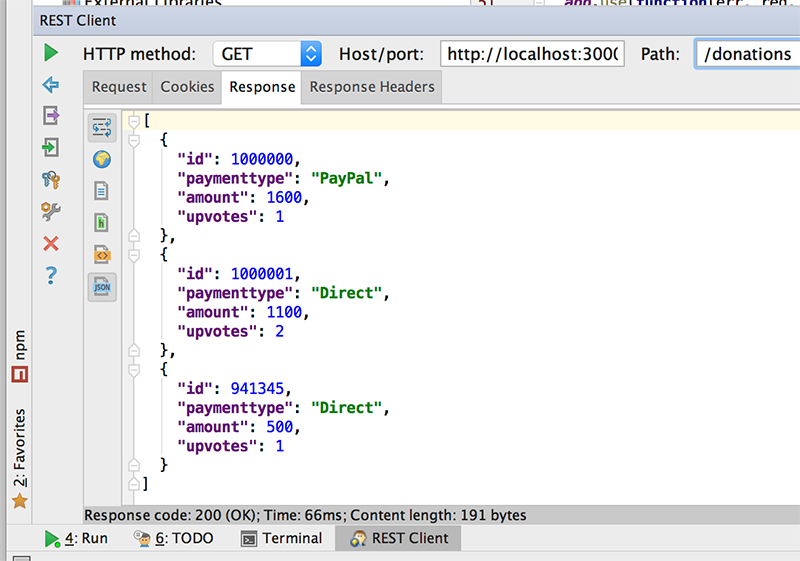 External Libraries
51
app.use(function(err, req,
REST Client
HTTP method: GET Host/port: http://localhost:300 Path: /donations
Request Cookies Response Response Headers
[
{
"id": 1000000,
"paymenttype": "PayPal",
"amount": 1600,
"upvotes": 1
},
{
"id": 1000001,
"paymenttype": "Direct",
"amount": 1100,
"upvotes": 2
},
{
"id": 941345,
"paymenttype": "Direct",
"amount": 500,
"upvotes": 1
}
]
JSON
npm
2: Favorites
Response code: 200 (OK); Time: 66ms; Content length: 191 bytes
4: Run 6: TODO Terminal REST Client